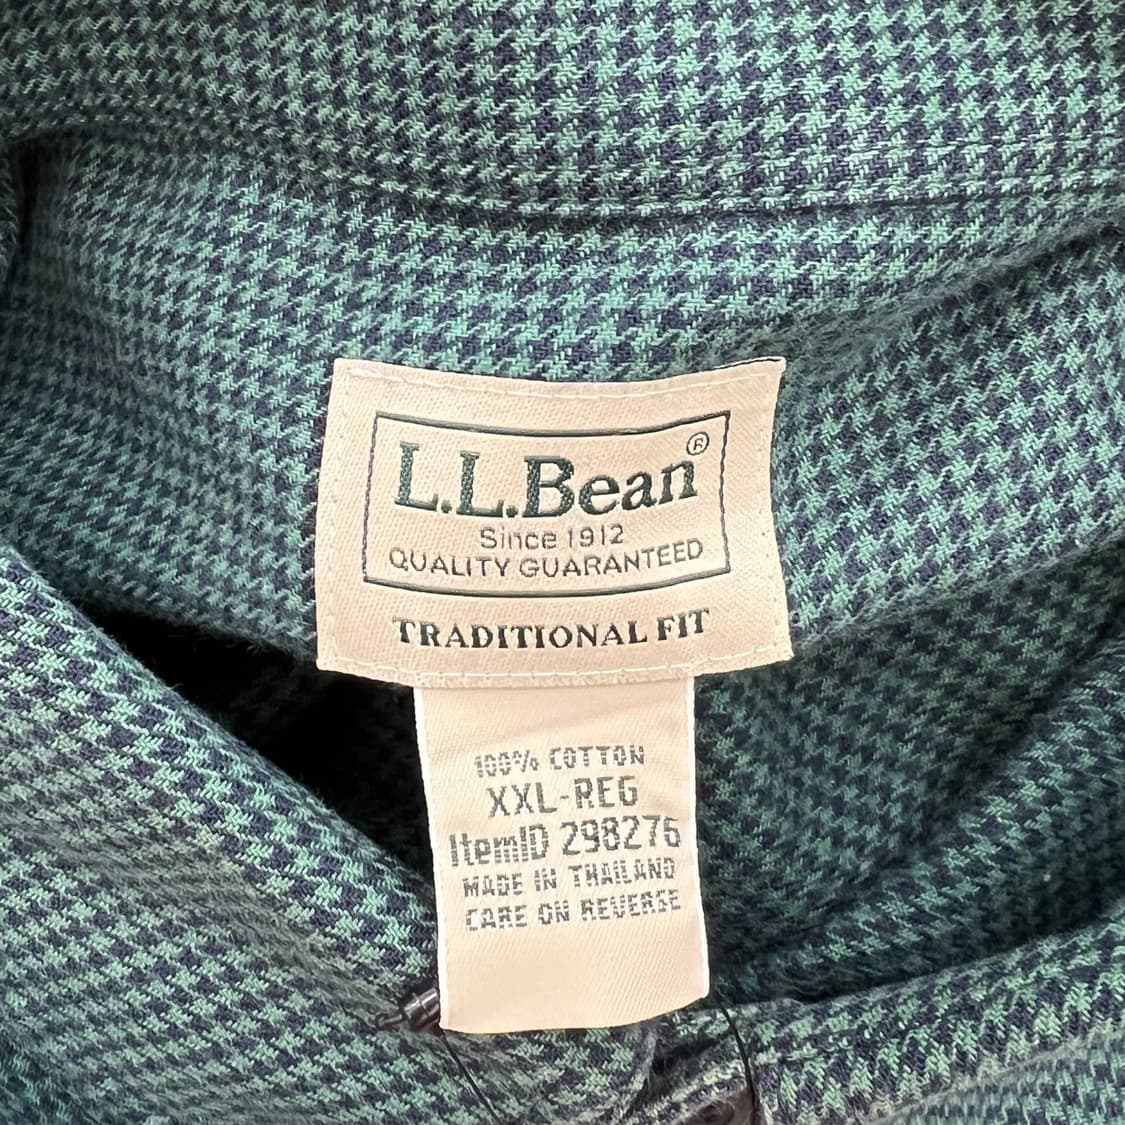 L.L.Bean®
Since 1912
QUALITY GUARANTEED
TRADITIONAL FIT
100% COTTON
XXL-REG
ItemID 298276
MADE IN THAILAND
CARE ON REVERSE